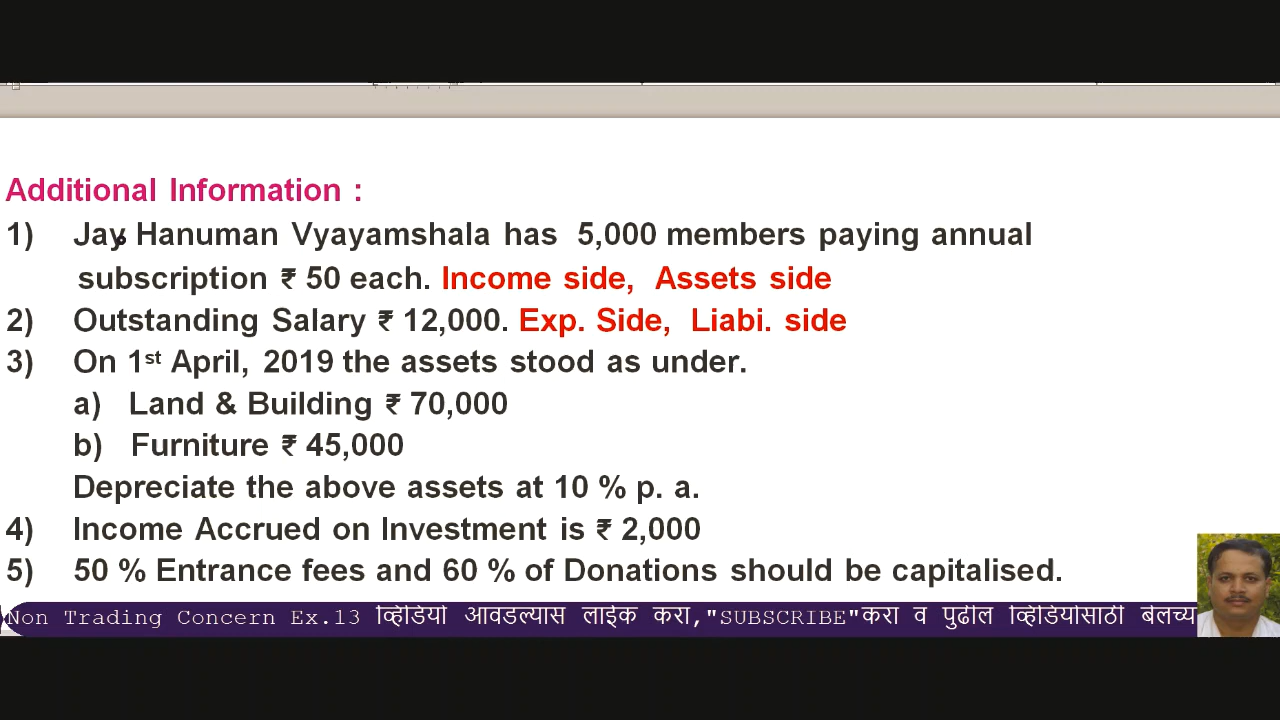 Additional Information :
1) Jay Hanuman Vyayamshala has 5,000 members paying annual
subscription ₹ 50 each. Income side, Assets side
2) Outstanding Salary ₹ 12,000. Exp. Side, Liabi. side
3) On 1st April, 2019 the assets stood as under.
a) Land & Building ₹ 70,000
b) Furniture ₹ 45,000
Depreciate the above assets at 10 % p. a.
4) Income Accrued on Investment is ₹ 2,000
5) 50 % Entrance fees and 60 % of Donations should be capitalised.
Non Trading Concern Ex.13 व्हिडियो आवडल्यास लाईक करा,"SUBSCRIBE"करा व पुढील व्हिडियोसाठी बेलच्य